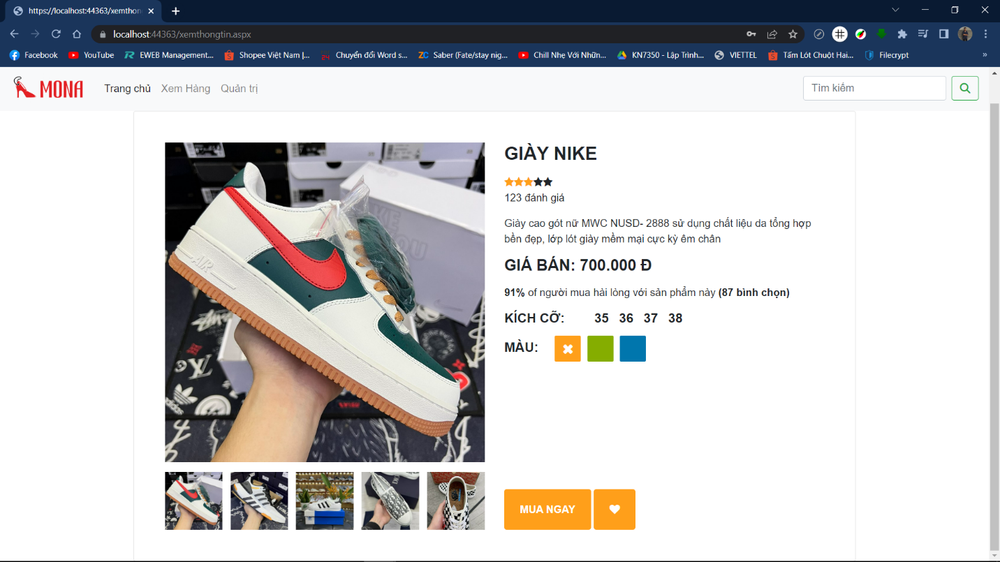 https://localhost:44363/xemthon
localhost:44363/xemthongtin.aspx
Facebook
YouTube
EWEB Management...
Shopee Việt Nam |...
Chuyển đổi Word s...
Saber (Fate/stay nig...
Chill Nhẹ Với Nhữn...
KN7350 - Lập Trình...
VIETTEL
Tấm Lót Chuột Hai...
Filecrypt
»
MONA
Trang chủ
Xem Hàng
Quản trị
Tìm kiếm
AIR
GIÀY NIKE
123 đánh giá
Giày cao gót nữ MWC NUSD- 2888 sử dụng chất liệu da tổng hợp
bền đẹp, lớp lót giày mềm mại cực kỳ êm chân
GIÁ BÁN: 700.000 Đ
91% of người mua hài lòng với sản phẩm này (87 bình chọn)
KÍCH CỠ: 35 36 37 38
MÀU:
MUA NGAY